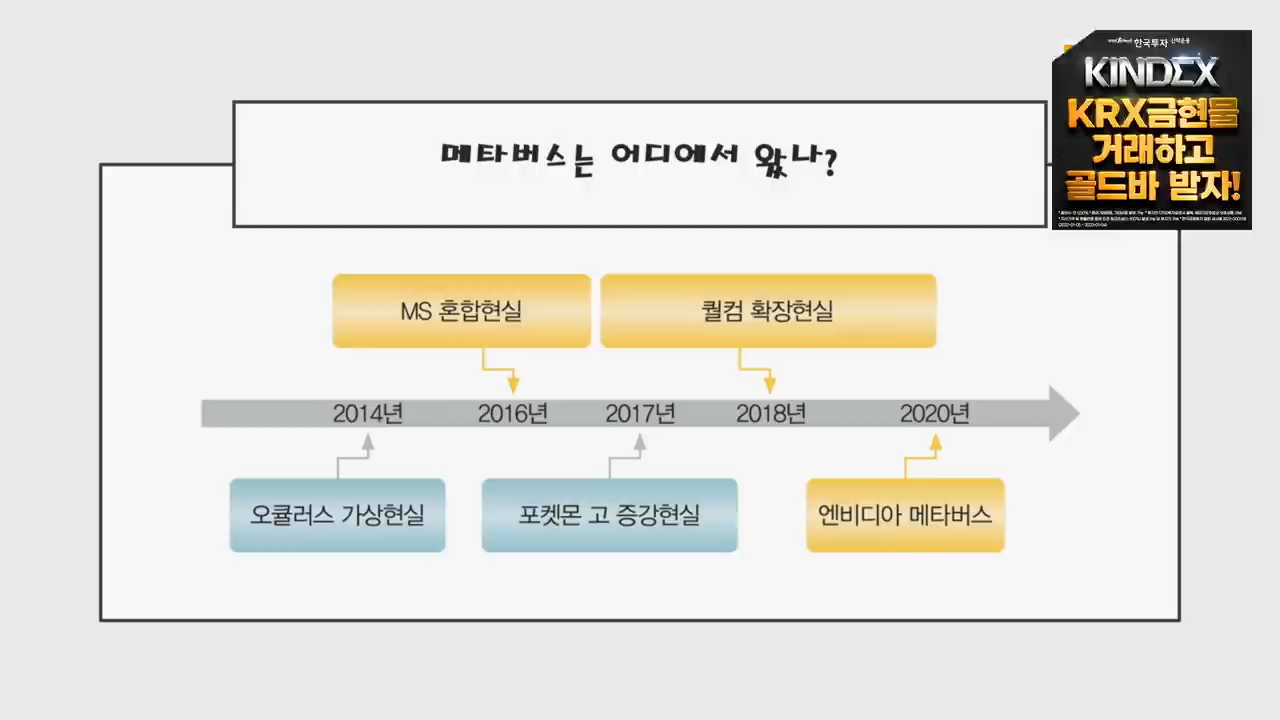 메타버스는 어디에서 왔나?
한국투자 신탁운용
KINDEX
KRX금현물
거래하고
골드바 받자!
MS 혼합현실
퀄컴 확장현실
2014년
2016년
2017년
2018년
2020년
오큘러스 가상현실
포켓몬 고 증강현실
엔비디아 메타버스